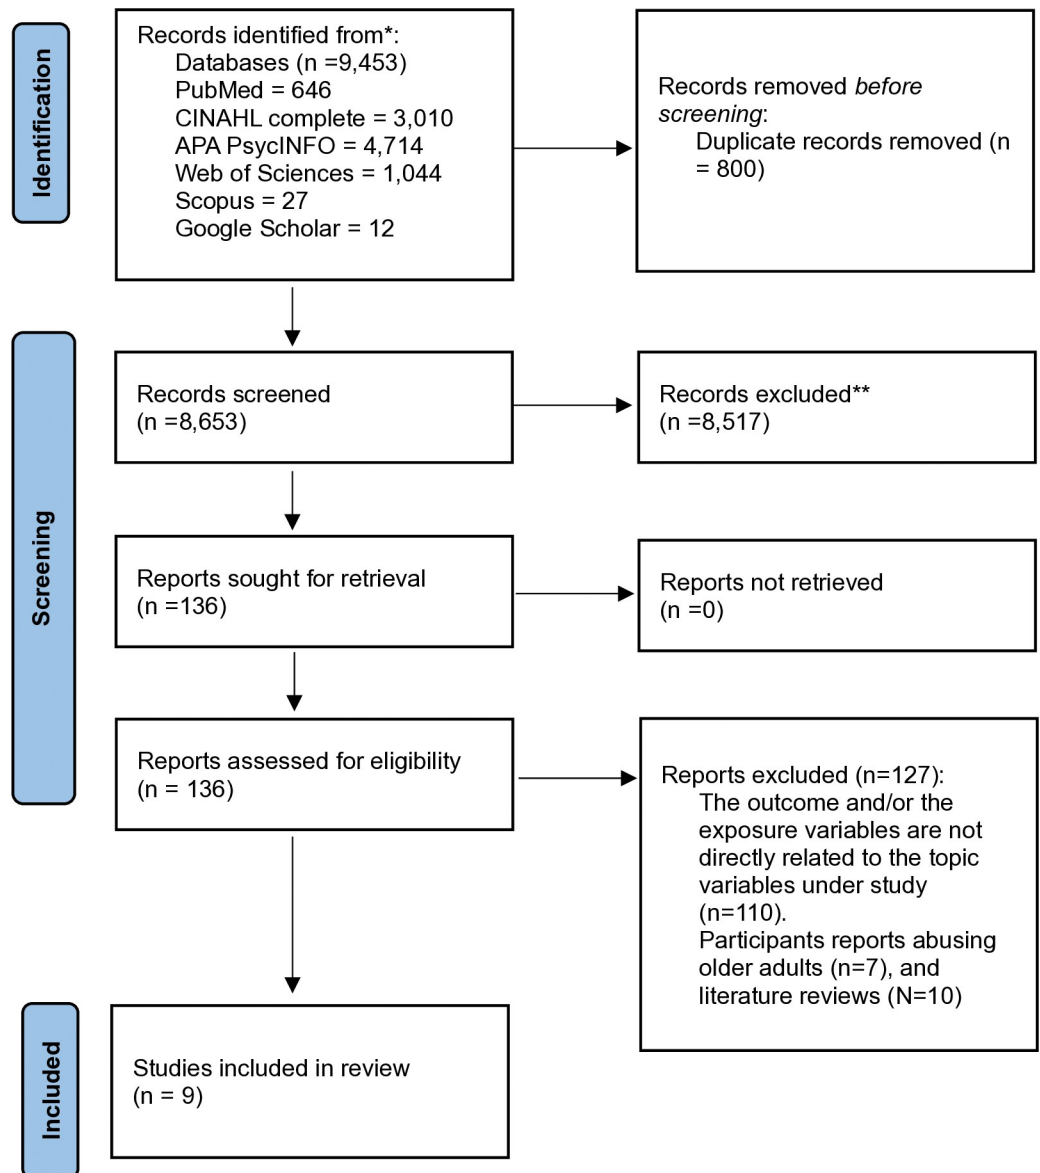 Identification
Records identified from*:
Databases (n =9,453)
PubMed = 646
CINAHL complete = 3,010
APA PsycINFO = 4,714
Web of Sciences = 1,044
Scopus = 27
Google Scholar = 12
Records removed before
screening:
Duplicate records removed (n
= 800)
Screening
Records screened
(n =8,653)
Records excluded**
(n =8,517)
Reports sought for retrieval
(n =136)
Reports not retrieved
(n =0)
Reports assessed for eligibility
(n = 136)
Reports excluded (n=127):
The outcome and/or the
exposure variables are not
directly related to the topic
variables under study
(n=110).
Participants reports abusing
older adults (n=7), and
literature reviews (N=10)
Included
Studies included in review
(n = 9)